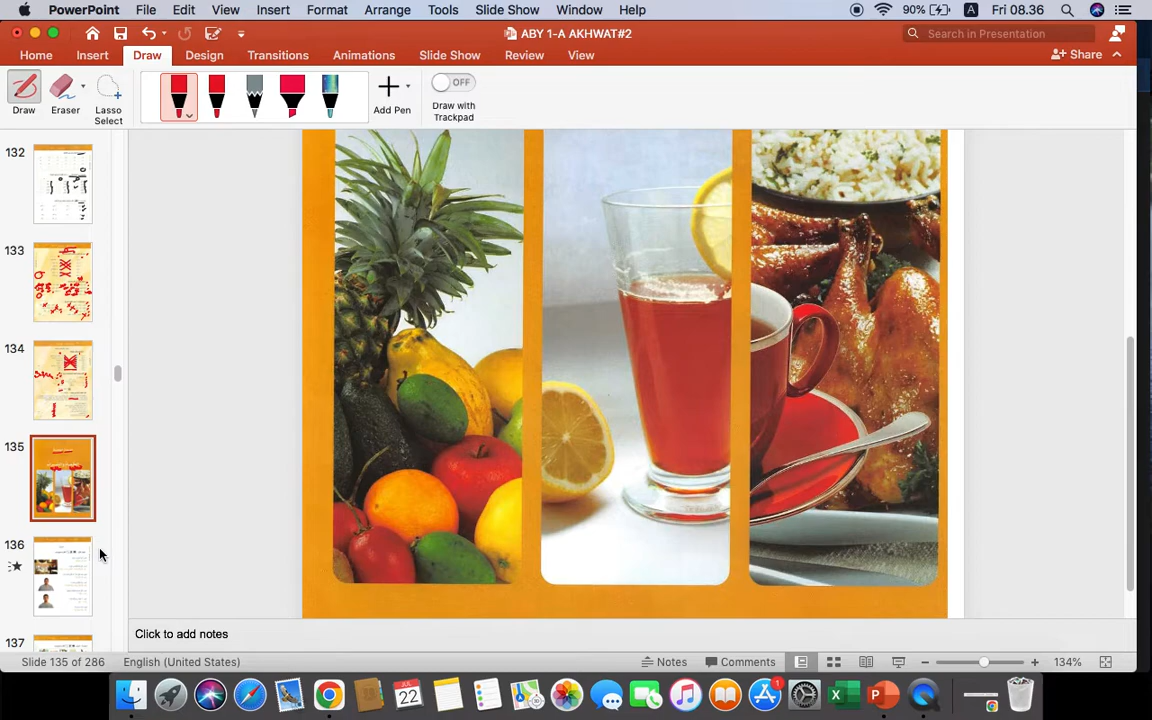 PowerPoint File Edit View Insert Format Arrange Tools Slide Show Window Help 90% A Fri 08.36
ABY 1-A AKHWAT#2
Search in Presentation
Home Insert Draw Design Transitions Animations Slide Show Review View Share
Draw Eraser Lasso Select Add Pen OFF Draw with Trackpad
132
133
134
135
136
137
Click to add notes
Slide 135 of 286 English (United States) Notes Comments 134%
JUL 22 1